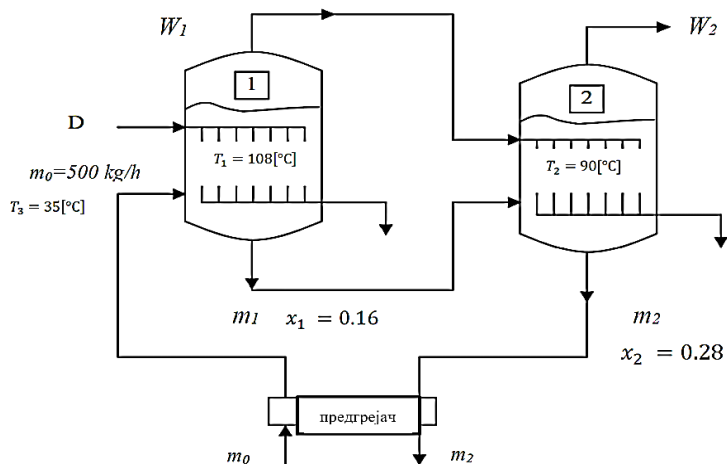 W₁
W₂
1
2
D
T₁ = 108[°C]
T₂ = 90[°C]
m₀=500 kg/h
T₃ = 35[°C]
m₁ x₁ = 0.16
m₂
x₂ = 0.28
предгрејач
m₀
m₂